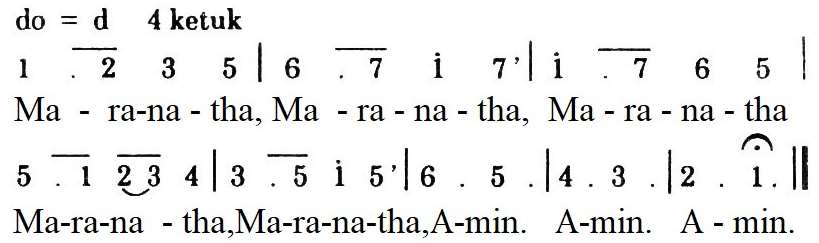 do = d 4 ketuk
1 . 2 3 5 | 6 . 7 i 7 ' | i . 7 6 5 |
Ma - ra-na - tha, Ma - ra - na - tha, Ma - ra - na - tha
5 . 1 2 3 4 | 3 . 5 i 5 ' | 6 . 5 . | 4 . 3 . | 2 . 1 . ||
Ma-ra-na - tha,Ma-ra-na-tha,A-min. A-min. A - min.